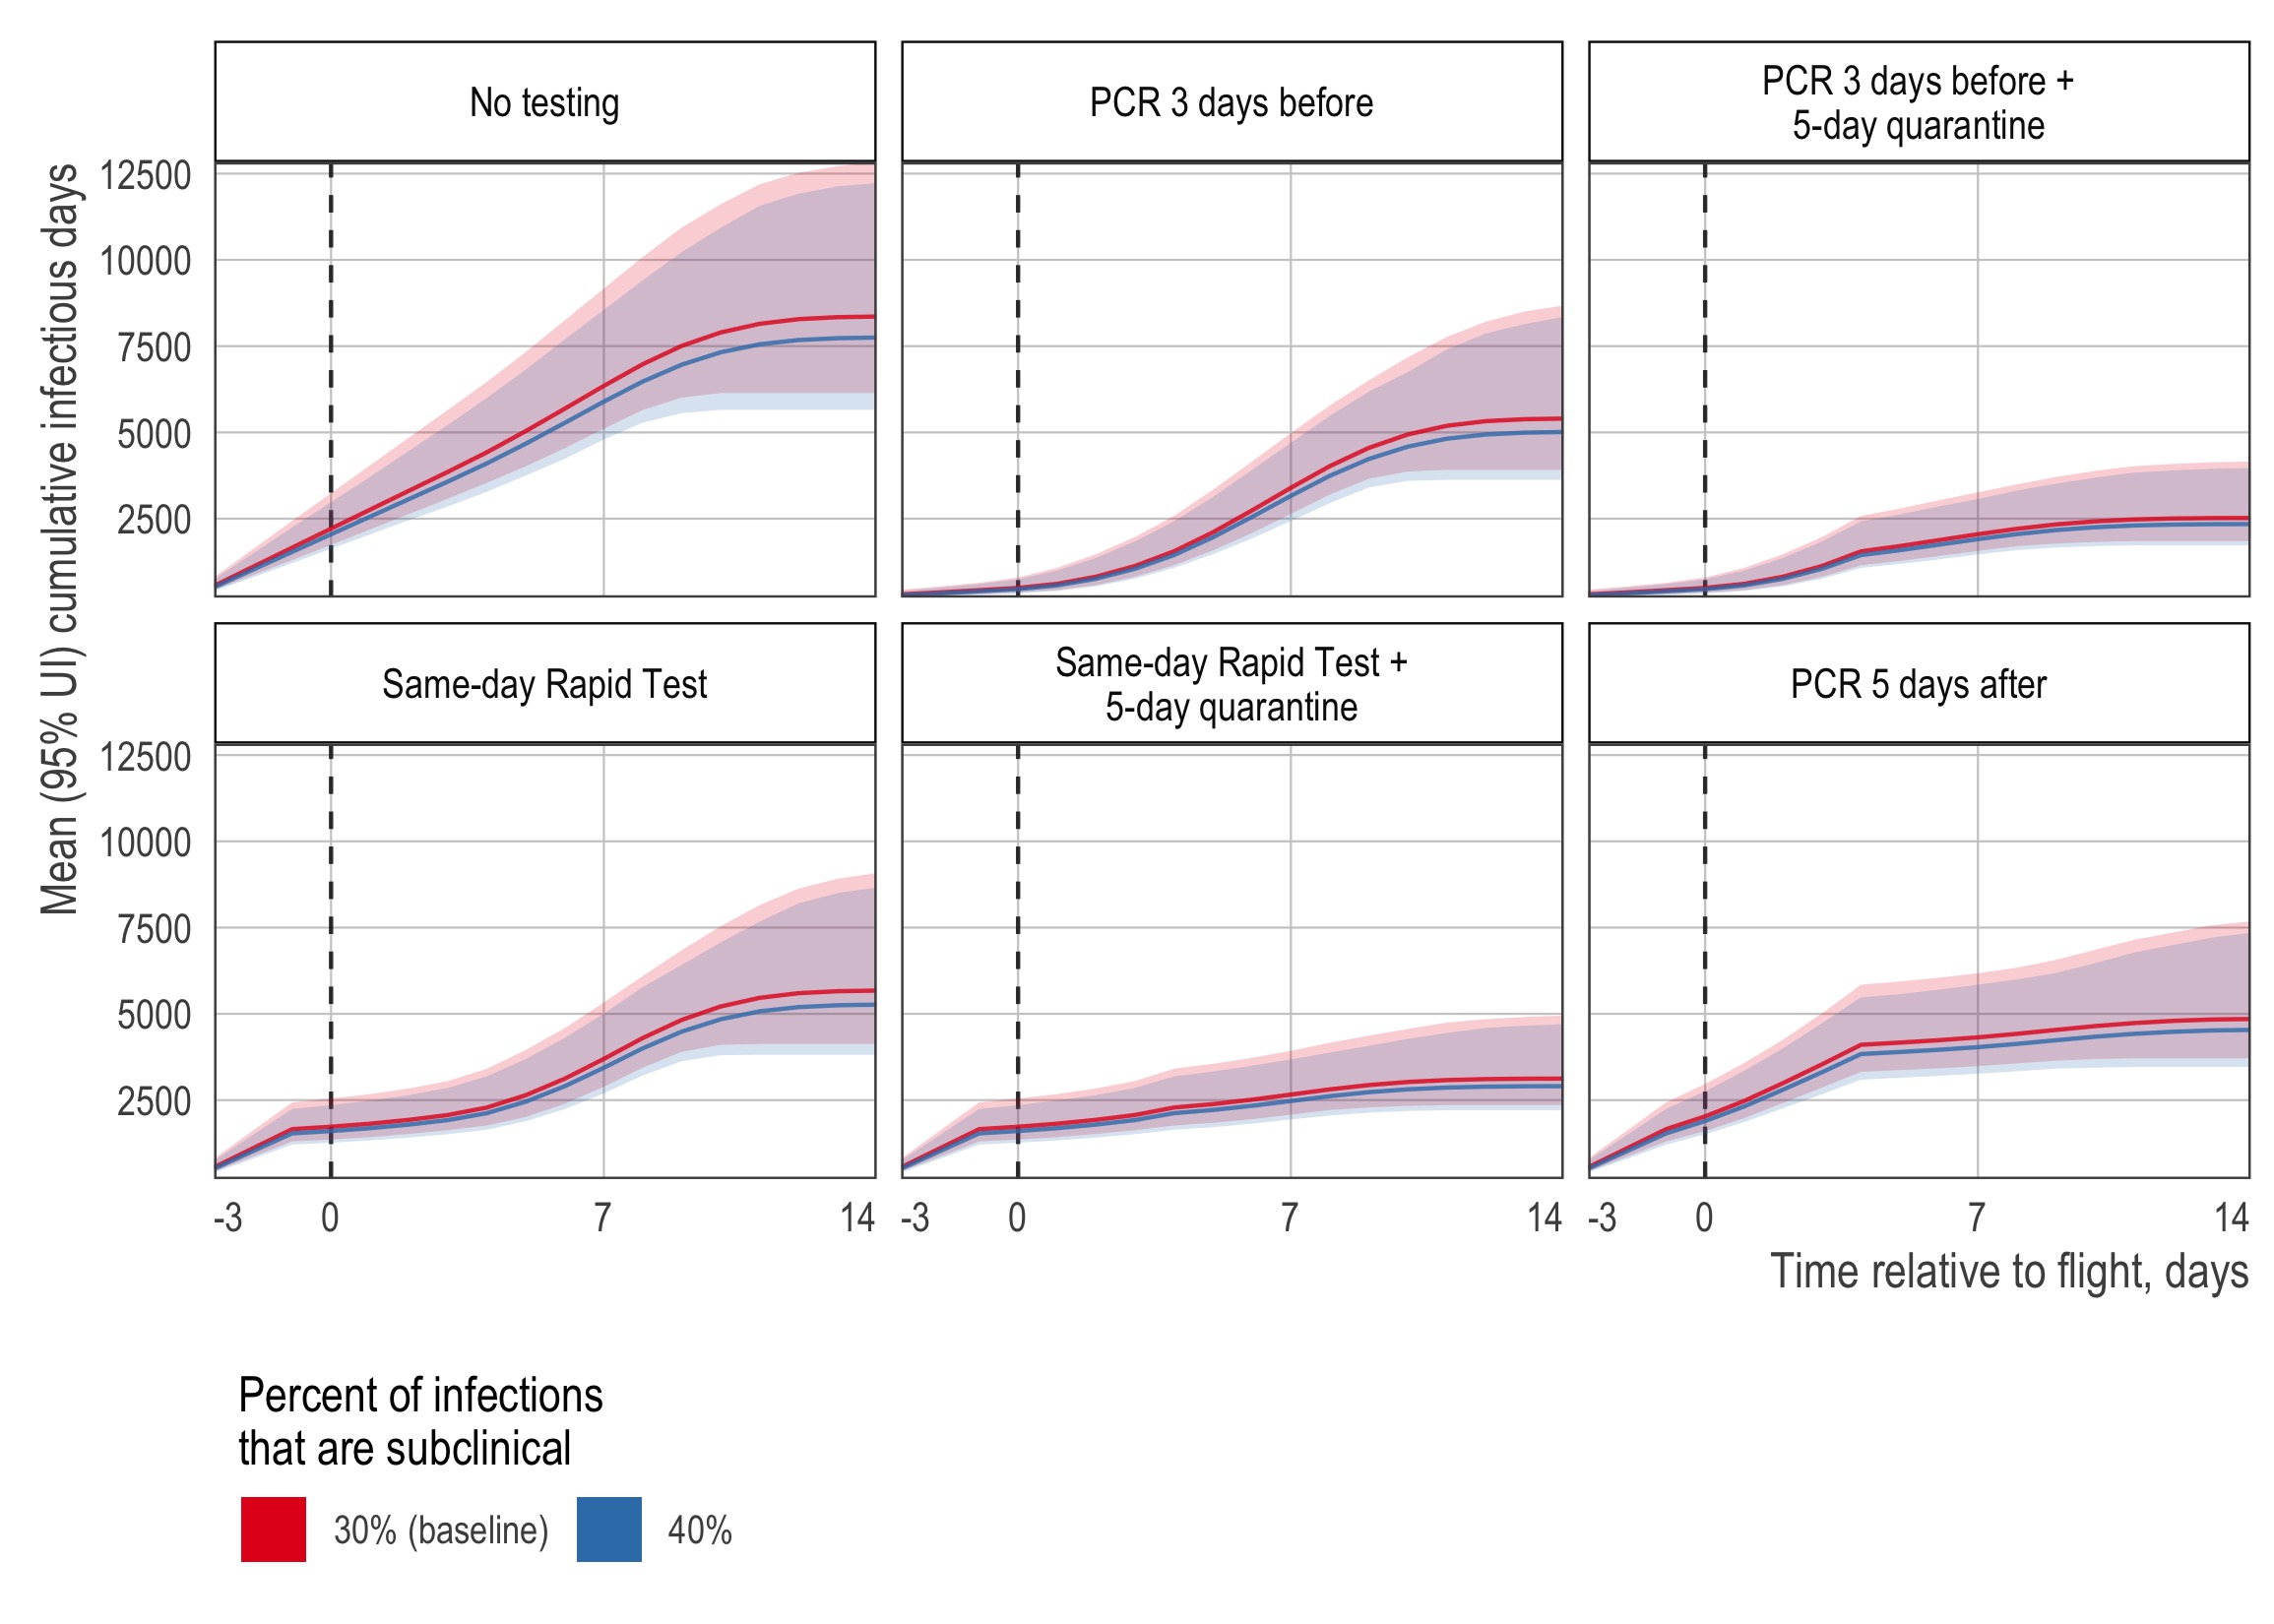 No testing
PCR 3 days before
PCR 3 days before +
5-day quarantine
Mean (95% UI) cumulative infectious days
12500
10000
7500
5000
2500
Same-day Rapid Test
Same-day Rapid Test +
5-day quarantine
PCR 5 days after
12500
10000
7500
5000
2500
-3 0 7 14
-3 0 7 14
-3 0 7 14
Time relative to flight, days
Percent of infections
that are subclinical
30% (baseline)
40%